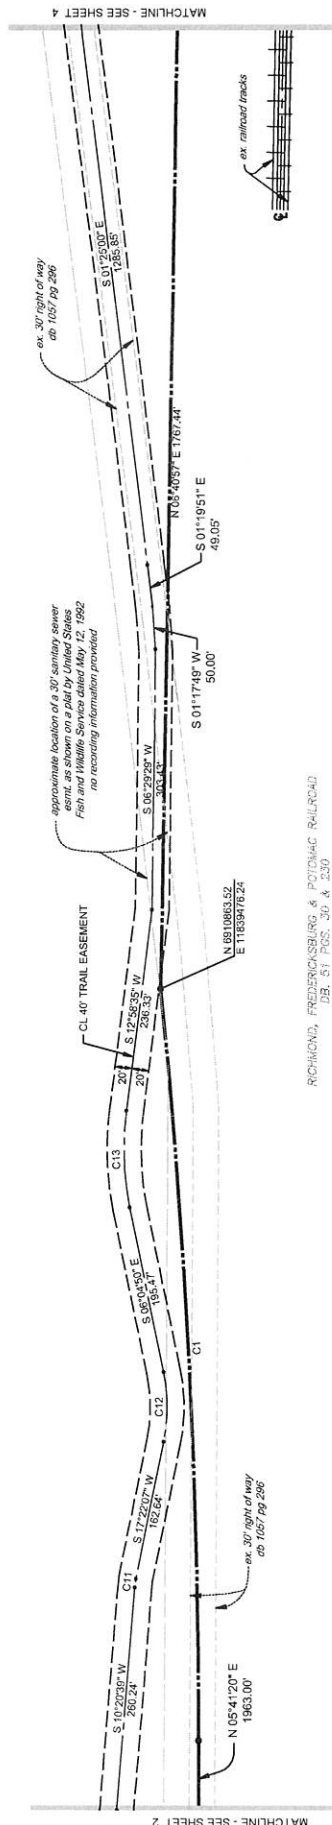 MATCHLINE - SEE SHEET 4
ex. railroad tracks
S 01°25'00" E
1285.85'
ex. 30' right of way
db 1057 pg 296
N 06°40'57" E 1767.44'
S 01°19'51" E
49.05'
S 01°17'49" W
50.00'
approximate location of a 30' sanitary sewer
esmt. as shown on a plat by United States
Fish and Wildlife Service dated May 12, 1992
no recording information provided
S 06°29'29" W
303.43'
CL 40' TRAIL EASEMENT
S 12°58'35" W
236.33'
20'
20'
N 6910863.52
E 11839476.24
RICHMOND, FREDERICKSBURG & POTOMAC RAILROAD
DB. 51 PGS. 30 & 230
C13
S 06°04'50" E
195.47'
C12
C1
S 17°22'07" W
162.64'
C11
S 10°20'39" W
260.24'
ex. 30' right of way
db 1057 pg 296
N 05°41'20" E
1963.00'
MATCHLINE - SEE SHEET 2